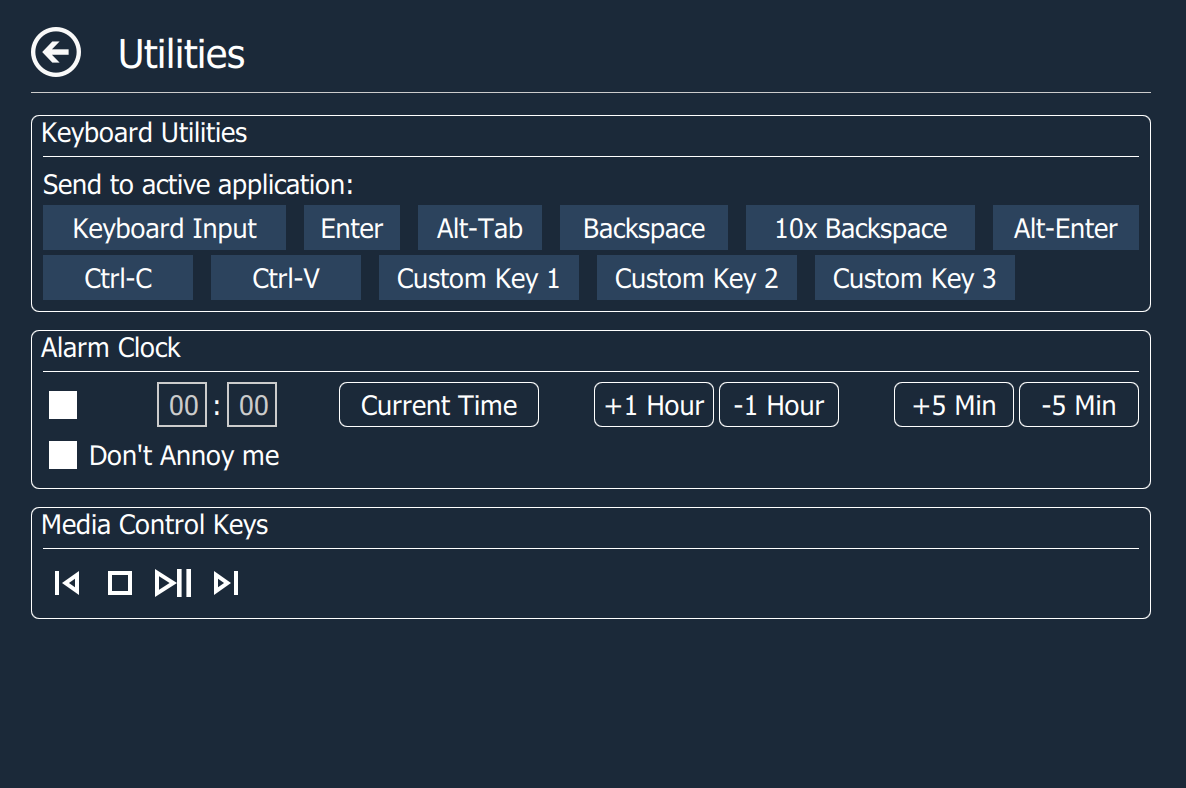 Utilities
Keyboard Utilities
Send to active application:
Keyboard Input Enter Alt-Tab Backspace 10x Backspace Alt-Enter
Ctrl-C Ctrl-V Custom Key 1 Custom Key 2 Custom Key 3
Alarm Clock
00 : 00 Current Time +1 Hour -1 Hour +5 Min -5 Min
Don't Annoy me
Media Control Keys